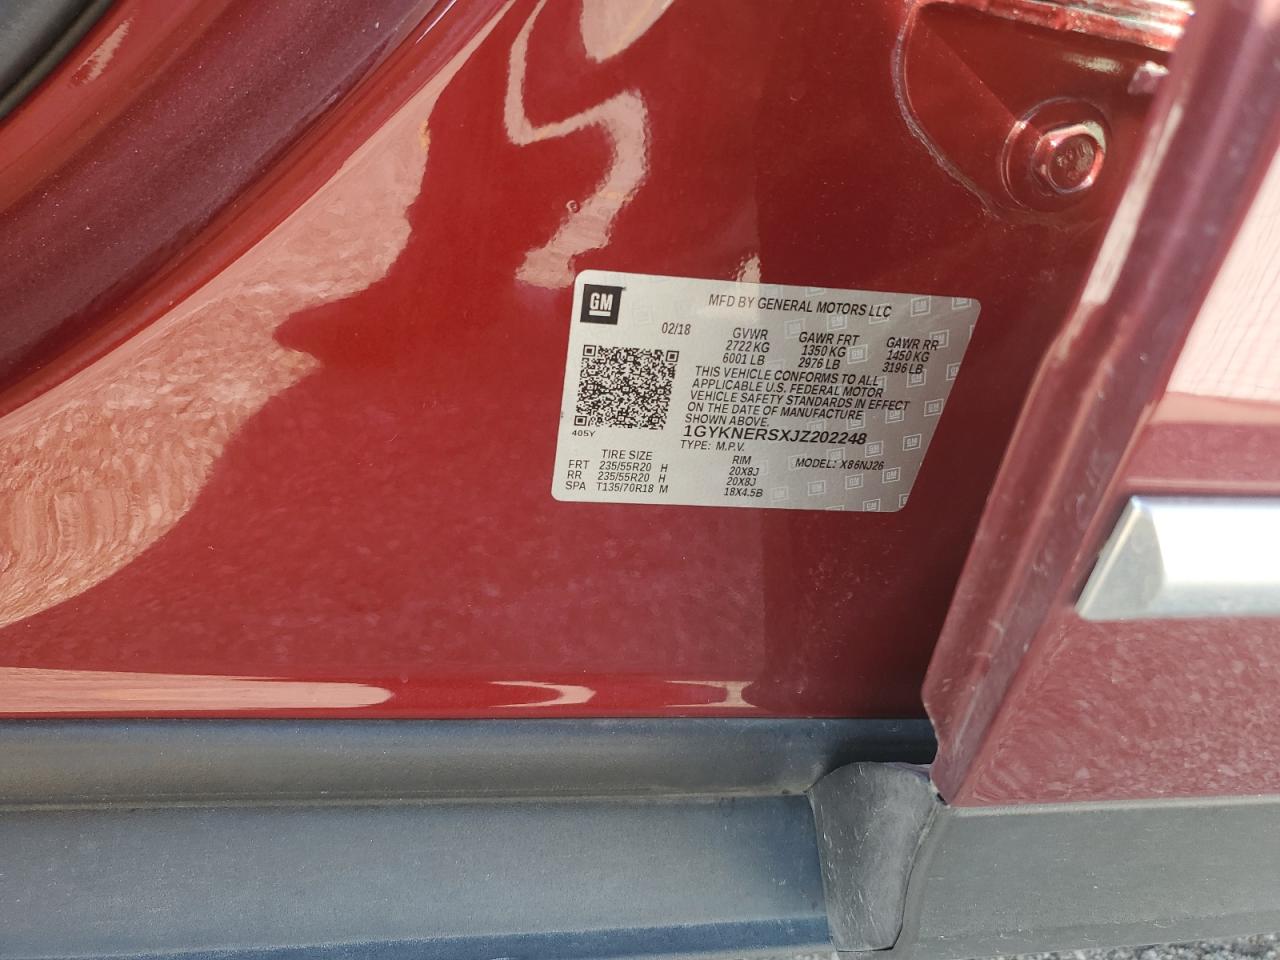 GM
MFD BY GENERAL MOTORS LLC
02/18
GVWR GAWR FRT GAWR RR
2722 KG 1350 KG 1450 KG
6001 LB 2976 LB 3196 LB
THIS VEHICLE CONFORMS TO ALL
APPLICABLE U.S. FEDERAL MOTOR
VEHICLE SAFETY STANDARDS IN EFFECT
ON THE DATE OF MANUFACTURE
SHOWN ABOVE.
405Y
1GYKNERSXJZ202248
TYPE: M.P.V. MODEL: X86NJ26
TIRE SIZE RIM
FRT 235/55R20 H 20X8J
RR 235/55R20 H 20X8J
SPA T135/70R18 M 18X4.5B